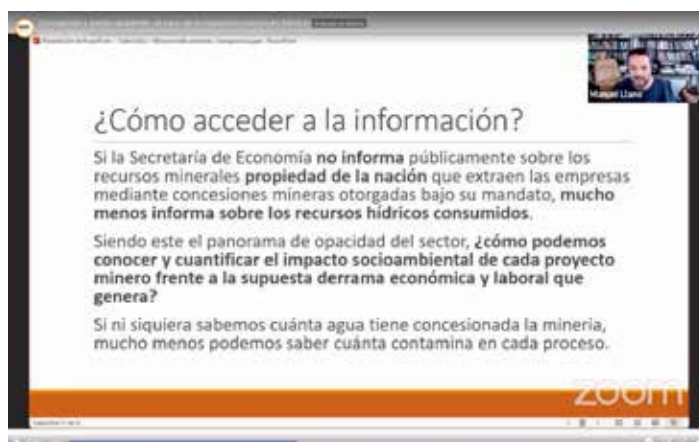 Manuel Llano
¿Cómo acceder a la información?
Si la Secretaría de Economía no informa públicamente sobre los
recursos minerales propiedad de la nación que extraen las empresas
mediante concesiones mineras otorgadas bajo su mandato, mucho
menos informa sobre los recursos hídricos consumidos.
Siendo este el panorama de opacidad del sector, ¿cómo podemos
conocer y cuantificar el impacto socioambiental de cada proyecto
minero frente a la supuesta derrama económica y laboral que
genera?
Si ni siquiera sabemos cuánta agua tiene concesionada la minería,
mucho menos podemos saber cuánta contamina en cada proceso.
zoom